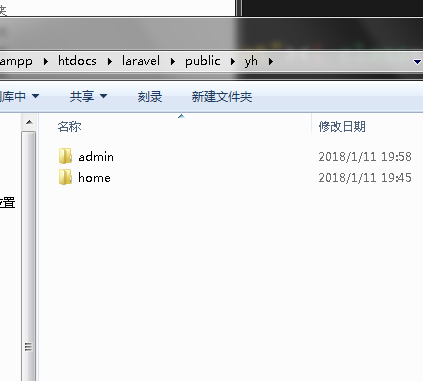 ampp htdocs laravel public yh
库中 共享 刻录 新建文件夹
名称 修改日期
admin 2018/1/11 19:58
home 2018/1/11 19:45
位置